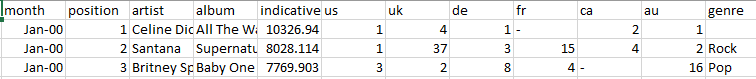 month position artist album indicative us uk de fr ca au genre
Jan-00 1 Celine Dio All The Wa 10326.94 1 4 1 - 2 1
Jan-00 2 Santana Supernatu 8028.114 1 37 3 15 4 2 Rock
Jan-00 3 Britney Sp Baby One 7769.903 3 2 8 4 - 16 Pop